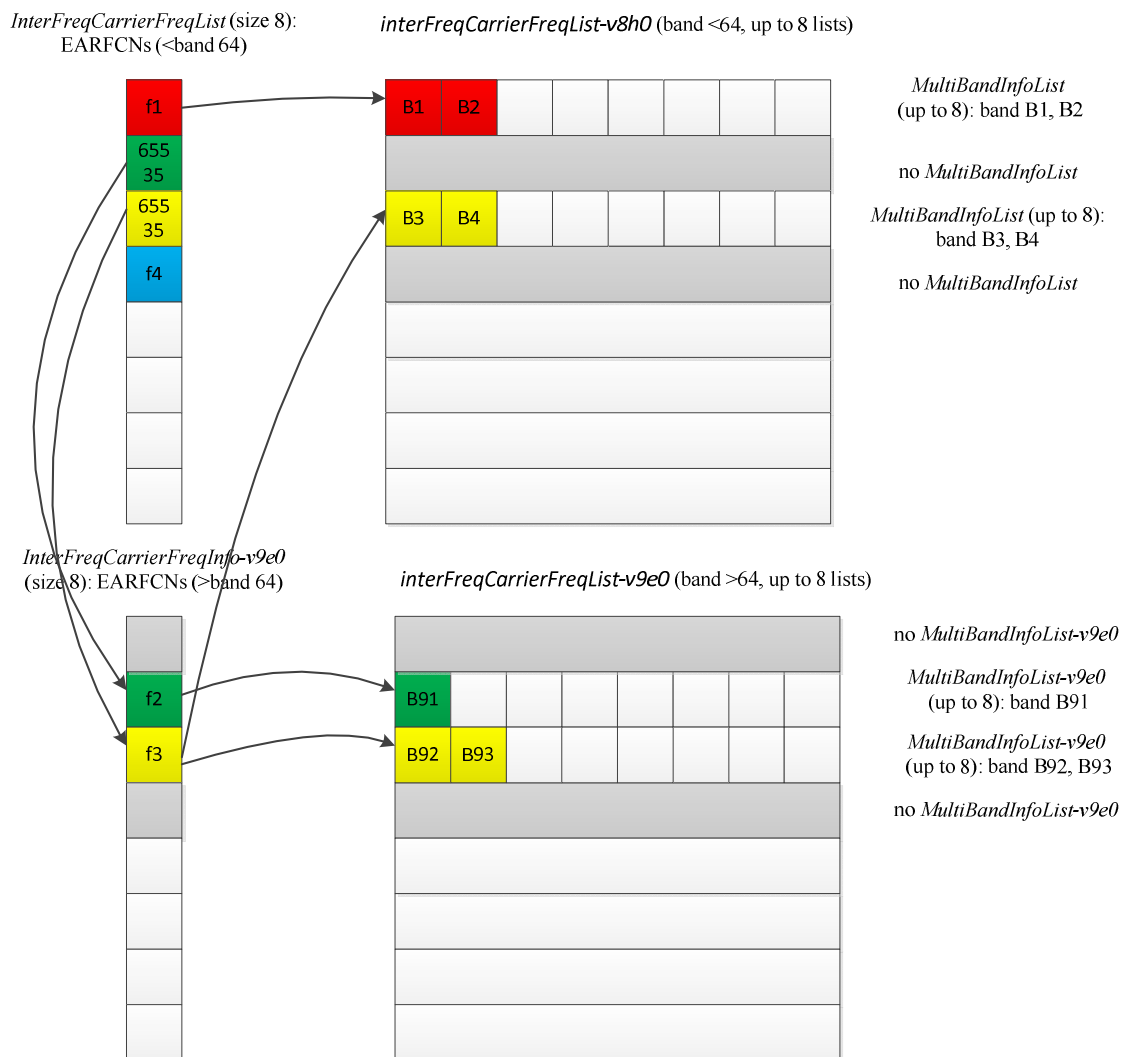 InterFreqCarrierFreqList (size 8):
EARFCNs (<band 64)
interFreqCarrierFreqList-v8h0 (band <64, up to 8 lists)
f1
B1 B2
MultiBandInfoList
(up to 8): band B1, B2
655
35
no MultiBandInfoList
655
35
B3 B4
MultiBandInfoList (up to 8):
band B3, B4
f4
no MultiBandInfoList
InterFreqCarrierFreqInfo-v9e0
(size 8): EARFCNs (>band 64)
interFreqCarrierFreqList-v9e0 (band >64, up to 8 lists)
no MultiBandInfoList-v9e0
f2
B91
MultiBandInfoList-v9e0
(up to 8): band B91
f3
B92 B93
MultiBandInfoList-v9e0
(up to 8): band B92, B93
no MultiBandInfoList-v9e0